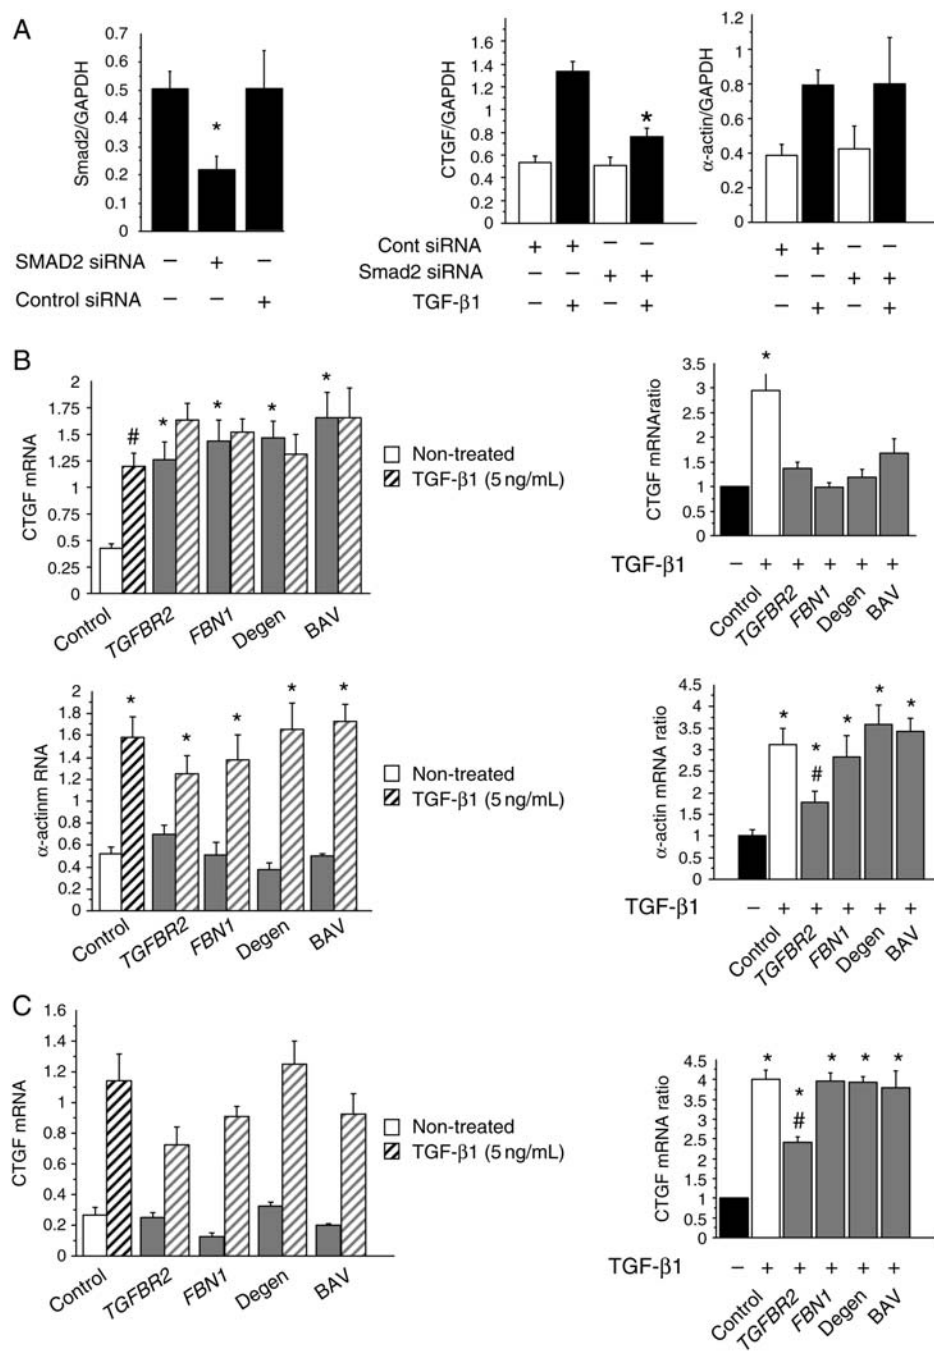 A
Smad2/GAPDH
0.7
0.6
0.5
0.4
0.3
0.2
0.1
0
*
SMAD2 siRNA − + −
Control siRNA − − +
CTGF/GAPDH
1.6
1.4
1.2
1
0.8
0.6
0.4
0.2
0
*
α-actin/GAPDH
1.2
1
0.8
0.6
0.4
0.2
0
Cont siRNA + + − − + + − −
Smad2 siRNA − − + + − − + +
TGF-β1 − + − + − + − +
B
CTGF mRNA
2
1.75
1.5
1.25
1
0.75
0.5
0.25
0
# * * * *
Control TGFBR2 FBN1 Degen BAV
Non-treated
TGF-β1 (5 ng/mL)
CTGF mRNAratio
3.5
3
2.5
2
1.5
1
0.5
0
*
TGF-β1 − + + + + +
Control TGFBR2 FBN1 Degen BAV
α-actinm RNA
2
1.8
1.6
1.4
1.2
1
0.8
0.6
0.4
0.2
0
* * * * *
Control TGFBR2 FBN1 Degen BAV
Non-treated
TGF-β1 (5 ng/mL)
α-actin mRNA ratio
4.5
4
3.5
3
2.5
2
1.5
1
0.5
0
* * * * *
#
TGF-β1 − + + + + +
Control TGFBR2 FBN1 Degen BAV
C
CTGF mRNA
1.6
1.4
1.2
1
0.8
0.6
0.4
0.2
0
Control TGFBR2 FBN1 Degen BAV
Non-treated
TGF-β1 (5 ng/mL)
CTGF mRNA ratio
4.5
4
3.5
2.5
2
1.5
1
0.5
0
* * * * *
#
TGF-β1 − + + + + +
Control TGFBR2 FBN1 Degen BAV